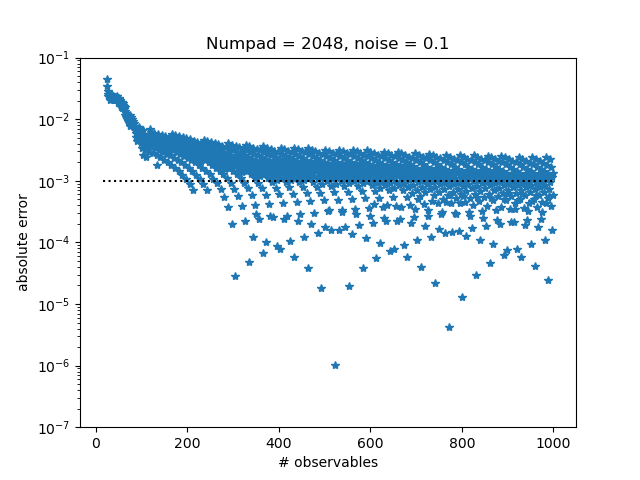 Numpad = 2048, noise = 0.1
10⁻¹
10⁻²
10⁻³
10⁻⁴
10⁻⁵
10⁻⁶
10⁻⁷
absolute error
0 200 400 600 800 1000
# observables